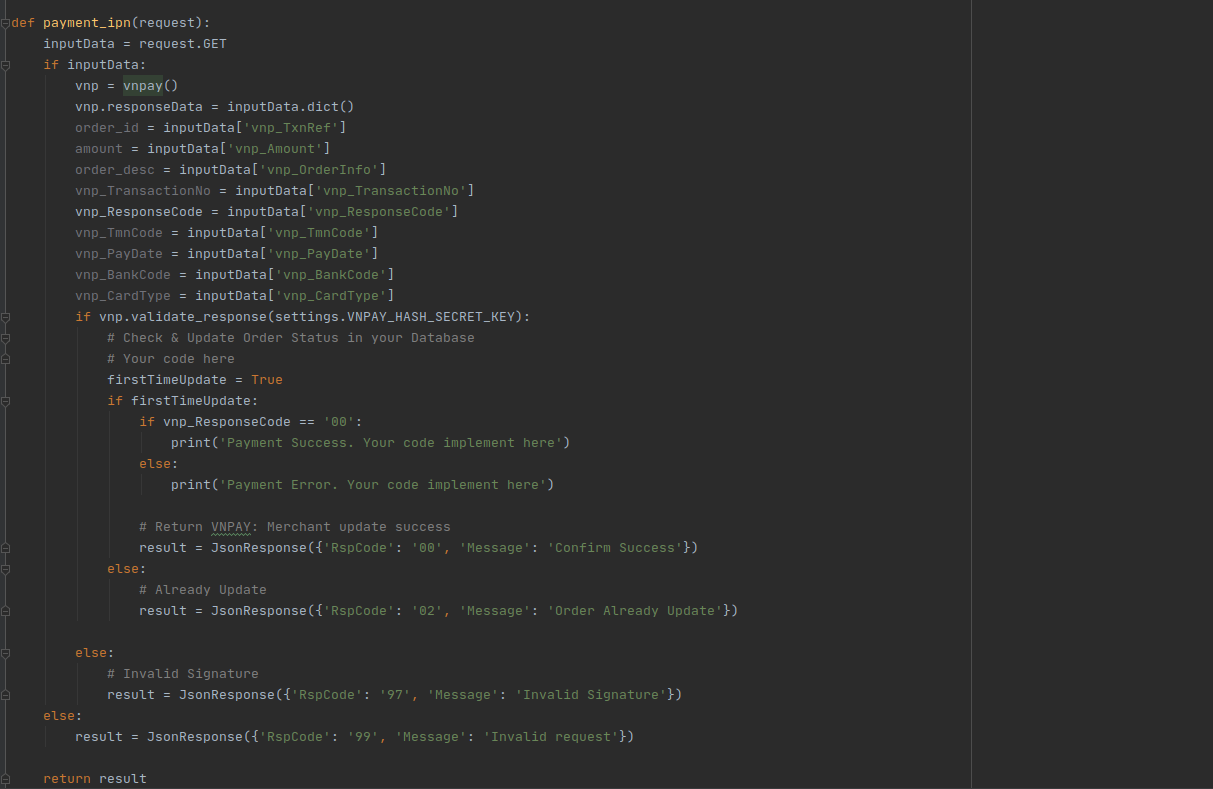 def payment_ipn(request):
    inputData = request.GET
    if inputData:
        vnp = vnpay()
        vnp.responseData = inputData.dict()
        order_id = inputData['vnp_TxnRef']
        amount = inputData['vnp_Amount']
        order_desc = inputData['vnp_OrderInfo']
        vnp_TransactionNo = inputData['vnp_TransactionNo']
        vnp_ResponseCode = inputData['vnp_ResponseCode']
        vnp_TmnCode = inputData['vnp_TmnCode']
        vnp_PayDate = inputData['vnp_PayDate']
        vnp_BankCode = inputData['vnp_BankCode']
        vnp_CardType = inputData['vnp_CardType']
        if vnp.validate_response(settings.VNPAY_HASH_SECRET_KEY):
            # Check & Update Order Status in your Database
            # Your code here
            firstTimeUpdate = True
            if firstTimeUpdate:
                if vnp_ResponseCode == '00':
                    print('Payment Success. Your code implement here')
                else:
                    print('Payment Error. Your code implement here')

                # Return VNPAY: Merchant update success
                result = JsonResponse({'RspCode': '00', 'Message': 'Confirm Success'})
            else:
                # Already Update
                result = JsonResponse({'RspCode': '02', 'Message': 'Order Already Update'})

        else:
            # Invalid Signature
            result = JsonResponse({'RspCode': '97', 'Message': 'Invalid Signature'})
    else:
        result = JsonResponse({'RspCode': '99', 'Message': 'Invalid request'})

    return result